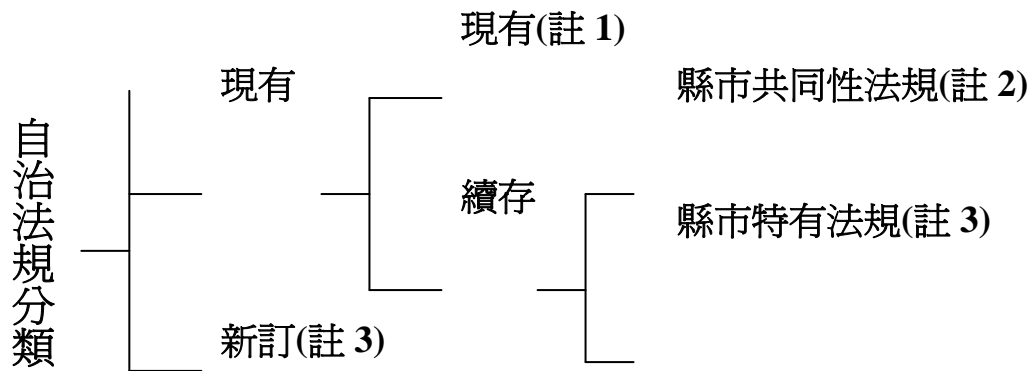 自治法規分類
現有
新訂(註 3)
現有(註 1)
續存
縣市共同性法規(註 2)
縣市特有法規(註 3)